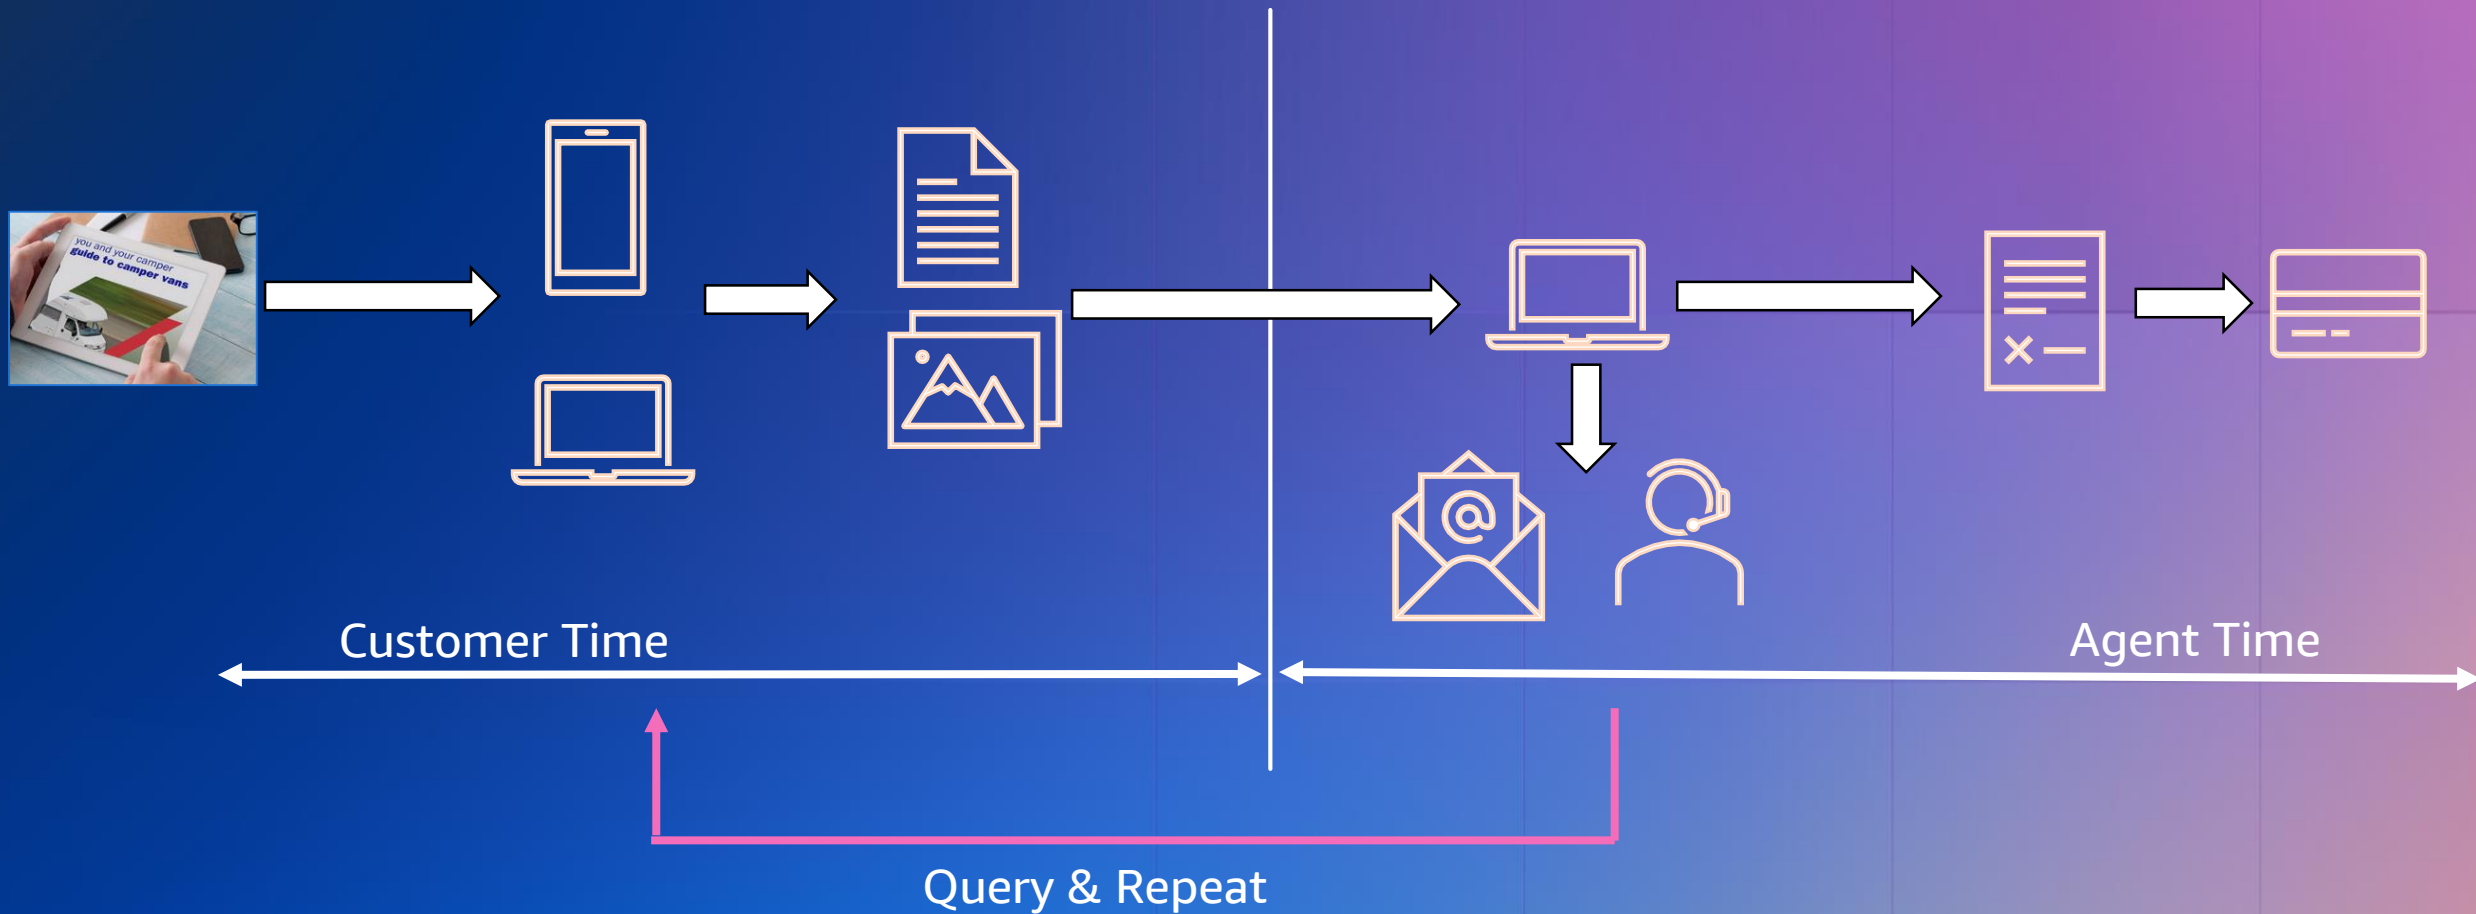 you and your camper
guide to camper vans
Customer Time
Agent Time
Query & Repeat